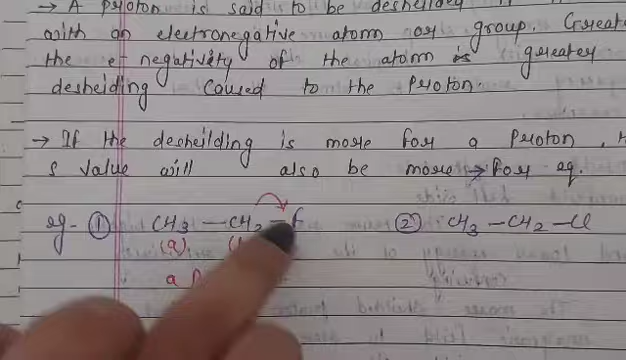 → A proton is said to be desheilded
with an electronegative atom or group. Great
the e- negativity of the atom is greater
desheilding caused to the proton.
→ If the desheilding is more for a proton,
S value will also be more → for eg.
eg- ① CH3 — CH2 — F ② CH3 — CH2 — Cl
(a)
a